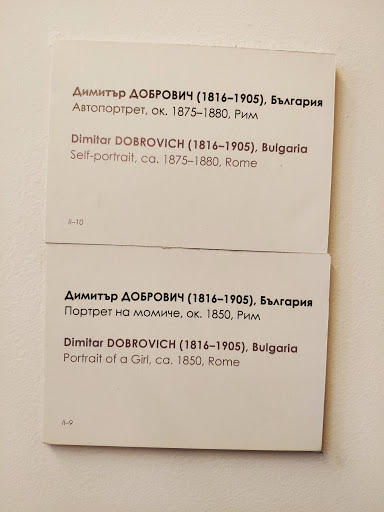 Димитър ДОБРОВИЧ (1816–1905), България
Автопортрет, ок. 1875–1880, Рим
Dimitar DOBROVICH (1816–1905), Bulgaria
Self-portrait, ca. 1875–1880, Rome
II–10
Димитър ДОБРОВИЧ (1816–1905), България
Портрет на момиче, ок. 1850, Рим
Dimitar DOBROVICH (1816–1905), Bulgaria
Portrait of a Girl, ca. 1850, Rome
II–9